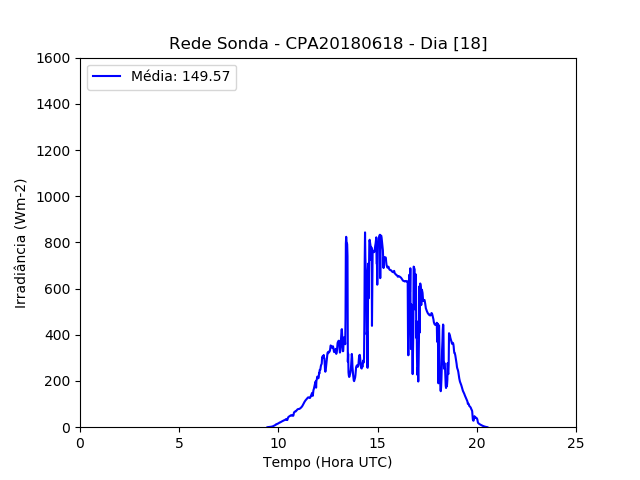 Rede Sonda - CPA20180618 - Dia [18]
Média: 149.57
Irradiância (Wm-2)
1600
1400
1200
1000
800
600
400
200
0
0 5 10 15 20 25
Tempo (Hora UTC)